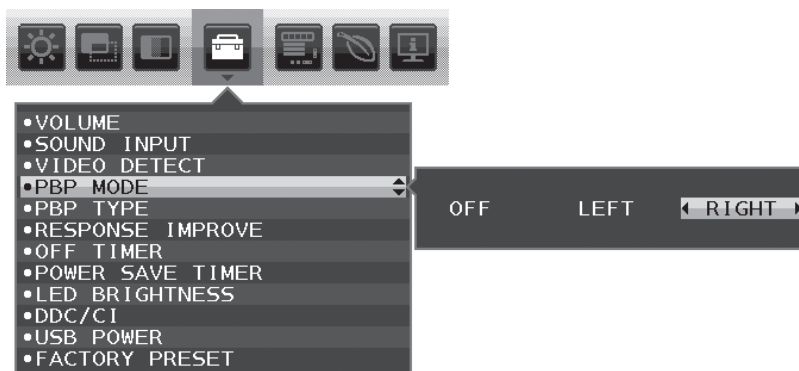 •VOLUME
•SOUND INPUT
•VIDEO DETECT
•PBP MODE
OFF LEFT RIGHT
•PBP TYPE
•RESPONSE IMPROVE
•OFF TIMER
•POWER SAVE TIMER
•LED BRIGHTNESS
•DDC/CI
•USB POWER
•FACTORY PRESET